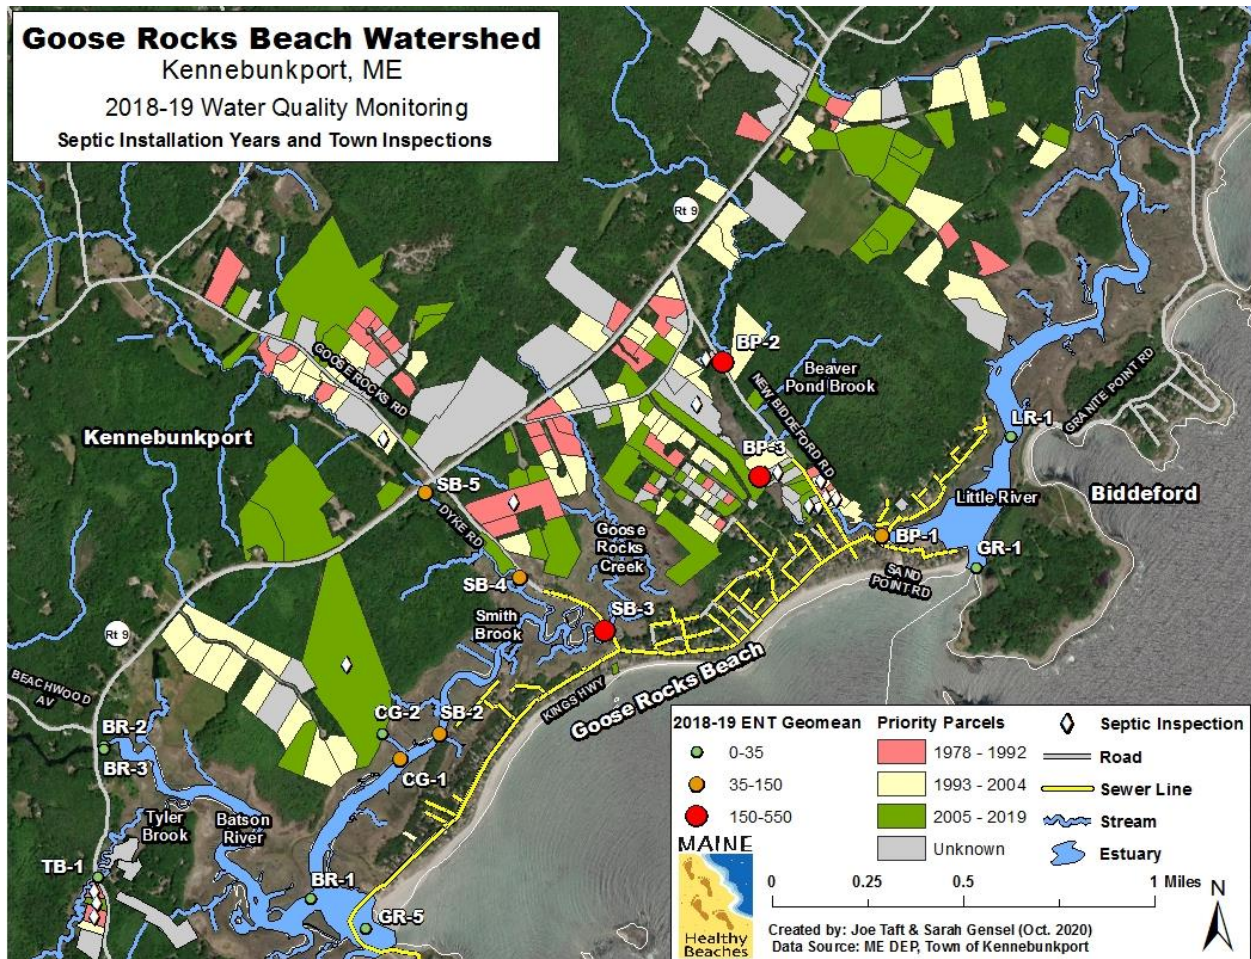 Goose Rocks Beach Watershed
Kennebunkport, ME
2018-19 Water Quality Monitoring
Septic Installation Years and Town Inspections
Rt 9
BP-2
Beaver
Pond Brook
NEW BIDDEFORD RD
GOOSE ROCKS RD
Kennebunkport
GRANITE POINT RD
LR-1
BP-3
Little River
Biddeford
SB-5
DYKE RD
Goose
Rocks
Creek
BP-1
GR-1
SAND
POINT RD
SB-4
SB-3
Smith
Brook
Rt 9
BEACHWOOD
AV
KINGS HWY
Goose Rocks Beach
CG-2
SB-2
BR-2
BR-3
CG-1
Tyler
Brook
Batson
River
TB-1
BR-1
GR-5
2018-19 ENT Geomean
0-35
35-150
150-550
Priority Parcels
1978 - 1992
1993 - 2004
2005 - 2019
Unknown
Septic Inspection
Road
Sewer Line
Stream
Estuary
MAINE
Healthy
Beaches
0 0.25 0.5 1 Miles
N
Created by: Joe Taft & Sarah Gensel (Oct. 2020)
Data Source: ME DEP, Town of Kennebunkport